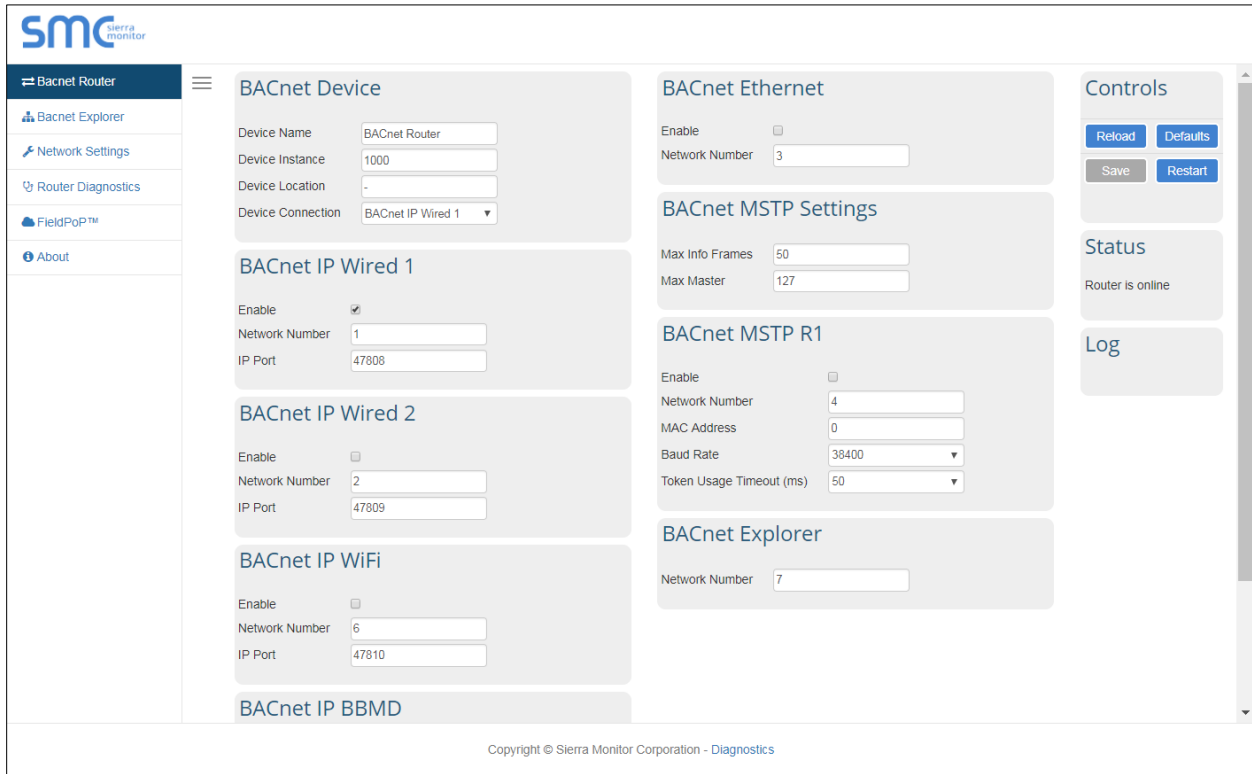 SMC sierra monitor
Bacnet Router
Bacnet Explorer
Network Settings
Router Diagnostics
FieldPoP™
About
BACnet Device
Device Name BACnet Router
Device Instance 1000
Device Location -
Device Connection BACnet IP Wired 1
BACnet IP Wired 1
Enable
Network Number 1
IP Port 47808
BACnet IP Wired 2
Enable
Network Number 2
IP Port 47809
BACnet IP WiFi
Enable
Network Number 6
IP Port 47810
BACnet IP BBMD
BACnet Ethernet
Enable
Network Number 3
BACnet MSTP Settings
Max Info Frames 50
Max Master 127
BACnet MSTP R1
Enable
Network Number 4
MAC Address 0
Baud Rate 38400
Token Usage Timeout (ms) 50
BACnet Explorer
Network Number 7
Controls
Reload Defaults
Save Restart
Status
Router is online
Log
Copyright © Sierra Monitor Corporation - Diagnostics